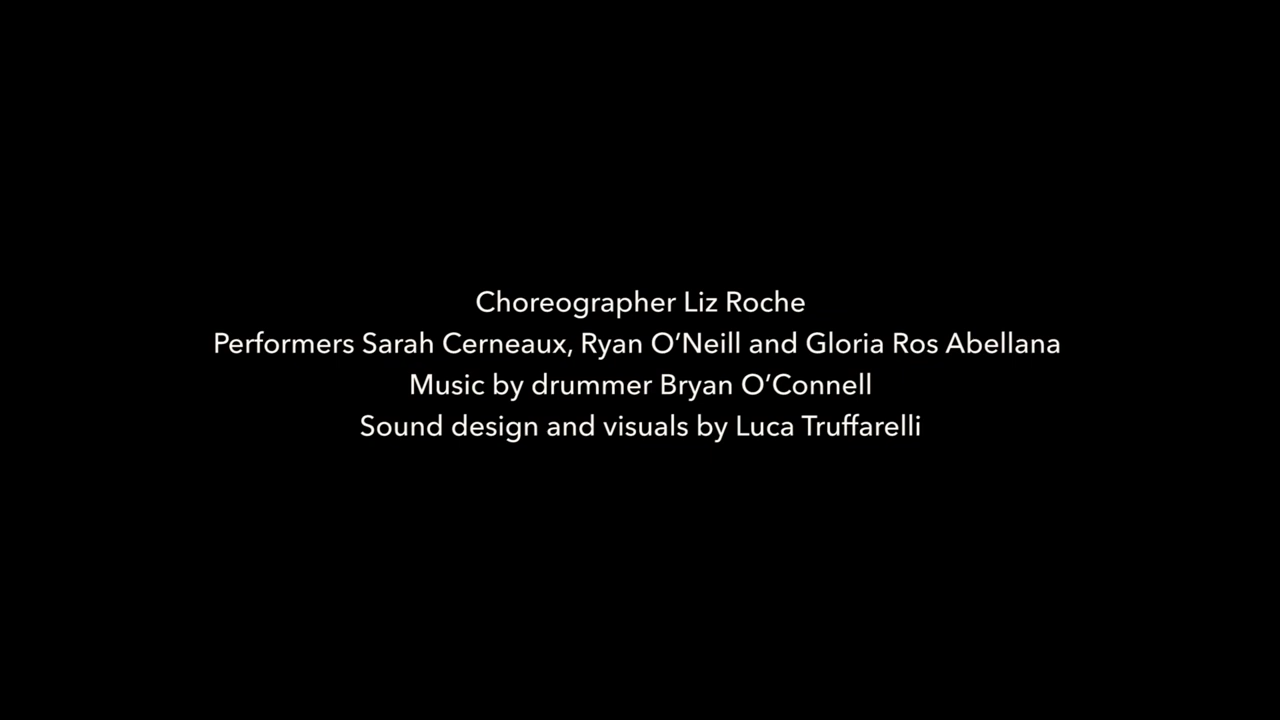 Choreographer Liz Roche
Performers Sarah Cerneaux, Ryan O’Neill and Gloria Ros Abellana
Music by drummer Bryan O’Connell
Sound design and visuals by Luca Truffarelli